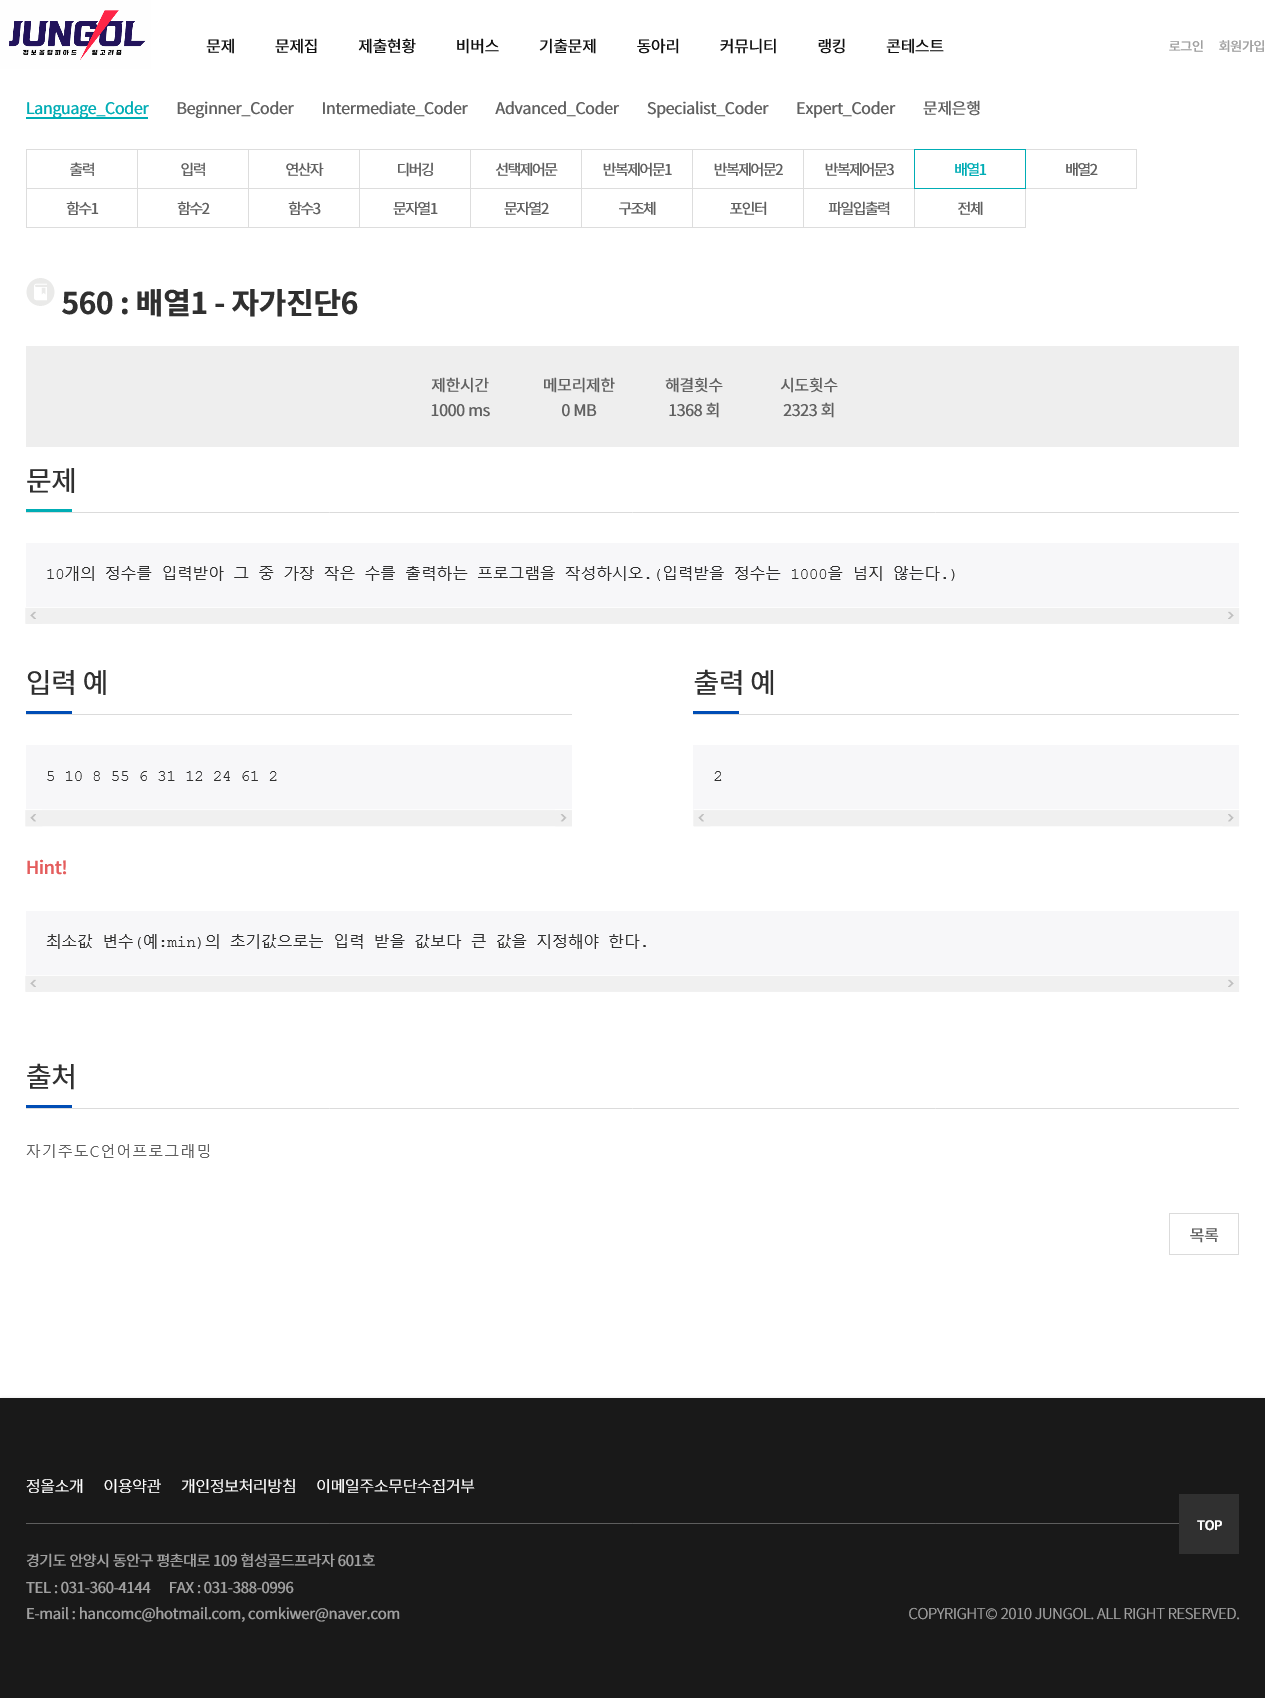 JUNGOL
정보올림피아드 알고리즘
문제 문제집 제출현황 비버스 기출문제 동아리 커뮤니티 랭킹 콘테스트 로그인 회원가입
Language_Coder Beginner_Coder Intermediate_Coder Advanced_Coder Specialist_Coder Expert_Coder 문제은행
출력 입력 연산자 디버깅 선택제어문 반복제어문1 반복제어문2 반복제어문3 배열1 배열2
함수1 함수2 함수3 문자열1 문자열2 구조체 포인터 파일입출력 전체
560 : 배열1 - 자가진단6
제한시간 메모리제한 해결횟수 시도횟수
1000 ms 0 MB 1368 회 2323 회
문제
10개의 정수를 입력받아 그 중 가장 작은 수를 출력하는 프로그램을 작성하시오.(입력받을 정수는 1000을 넘지 않는다.)
입력 예 출력 예
5 10 8 55 6 31 12 24 61 2 2
Hint!
최소값 변수(예:min)의 초기값으로는 입력 받을 값보다 큰 값을 지정해야 한다.
출처
자기주도C언어프로그래밍
목록
정올소개 이용약관 개인정보처리방침 이메일주소무단수집거부
TOP
경기도 안양시 동안구 평촌대로 109 협성골드프라자 601호
TEL : 031-360-4144 FAX : 031-388-0996
E-mail : hancomc@hotmail.com, comkiwer@naver.com COPYRIGHT© 2010 JUNGOL. ALL RIGHT RESERVED.